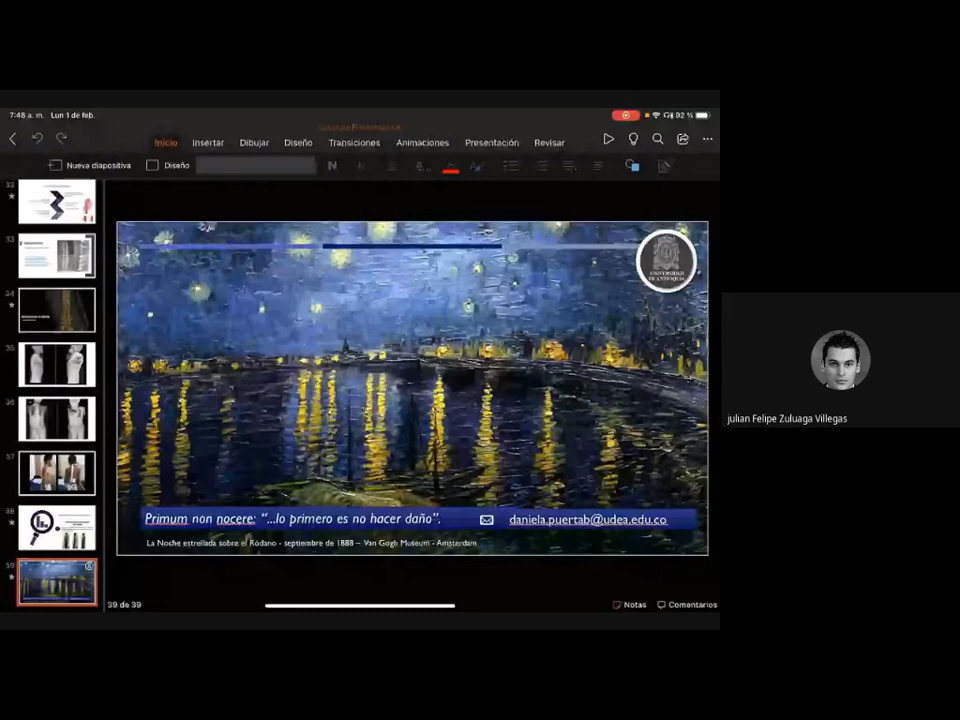 7:48 a. m. Lun 1 de feb.
92 %
Inicio Insertar Dibujar Diseño Transiciones Animaciones Presentación Revisar
Nueva diapositiva Diseño
N
32
33
34
35
36
37
38
39
UNIVERSIDAD
DE ANTIOQUIA
Primum non nocere: “...lo primero es no hacer daño”.
daniela.puertab@udea.edu.co
La Noche estrellada sobre el Ródano - septiembre de 1888 – Van Gogh Museum - Amsterdam
39 de 39
Notas Comentarios
julian Felipe Zuluaga Villegas